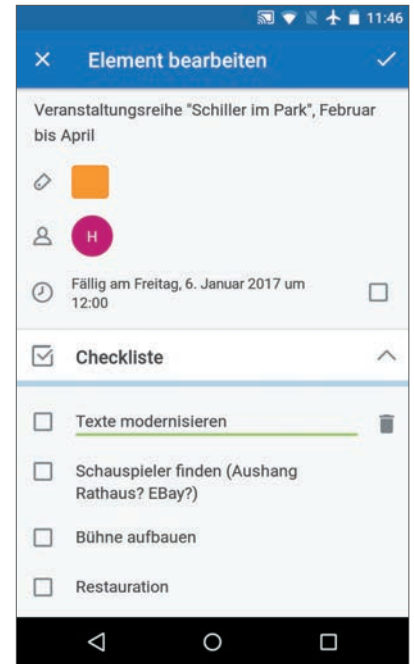 11:46
Element bearbeiten
Veranstaltungsreihe "Schiller im Park", Februar
bis April
H
Fällig am Freitag, 6. Januar 2017 um
12:00
Checkliste
Texte modernisieren
Schauspieler finden (Aushang
Rathaus? EBay?)
Bühne aufbauen
Restauration